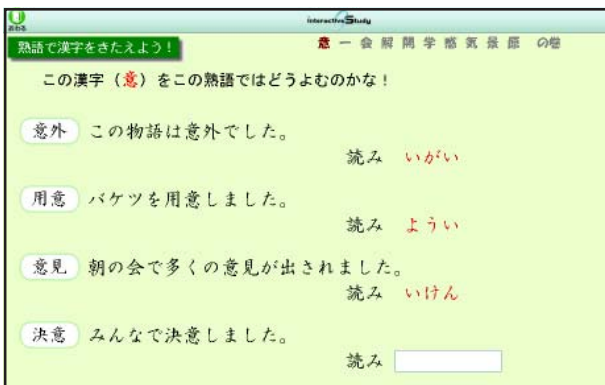 U
おわる
interactive Study
熟語で漢字をきたえよう！
意 一 会 解 開 学 感 気 景 原 の巻
この漢字（意）をこの熟語ではどうよむのかな！
意外 この物語は意外でした。
読み いがい
用意 バケツを用意しました。
読み ようい
意見 朝の会で多くの意見が出されました。
読み いけん
決意 みんなで決意しました。
読み